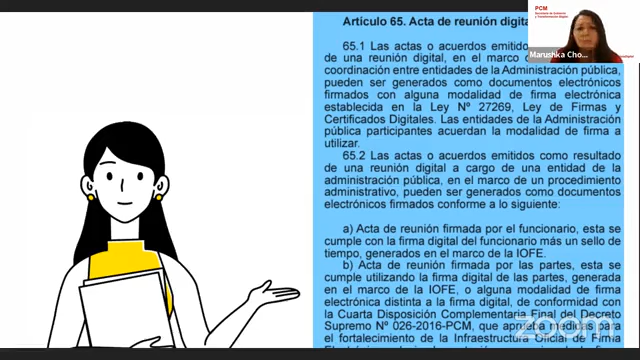 Artículo 65. Acta de reunión digita
65.1 Las actas o acuerdos emitidos
de una reunión digital, en el marco d
coordinación entre entidades de la Administración pública,
pueden ser generados como documentos electrónicos
firmados con alguna modalidad de firma electrónica
establecida en la Ley Nº 27269, Ley de Firmas y
Certificados Digitales. Las entidades de la Administración
pública participantes acuerdan la modalidad de firma a
utilizar.
65.2 Las actas o acuerdos emitidos como resultado
de una reunión digital a cargo de una entidad de la
administración pública, en el marco de un procedimiento
administrativo, pueden ser generados como documentos
electrónicos firmados conforme a lo siguiente:
a) Acta de reunión firmada por el funcionario, esta se
cumple con la firma digital del funcionario más un sello de
tiempo, generados en el marco de la IOFE.
b) Acta de reunión firmada por las partes, esta se
cumple utilizando la firma digital de las partes, generada
en el marco de la IOFE, o alguna modalidad de firma
electrónica distinta a la firma digital, de conformidad con
la Cuarta Disposición Complementaria Final del Decreto
Supremo Nº 026-2016-PCM, que aprueba medidas para
el fortalecimiento de la Infraestructura Oficial de Firma
PCM
Marushka Cho...
LIVE
zoom